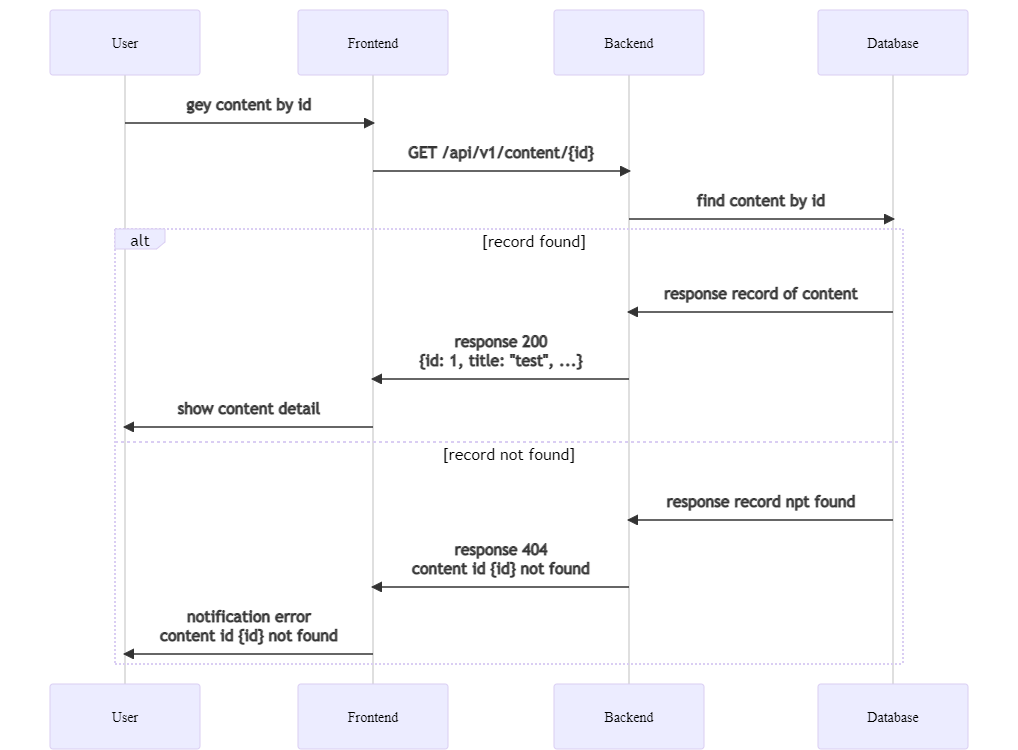 User
Frontend
Backend
Database
gey content by id
GET /api/v1/content/{id}
find content by id
alt
[record found]
response record of content
response 200
{id: 1, title: "test", ...}
show content detail
[record not found]
response record npt found
response 404
content id {id} not found
notification error
content id {id} not found
User
Frontend
Backend
Database